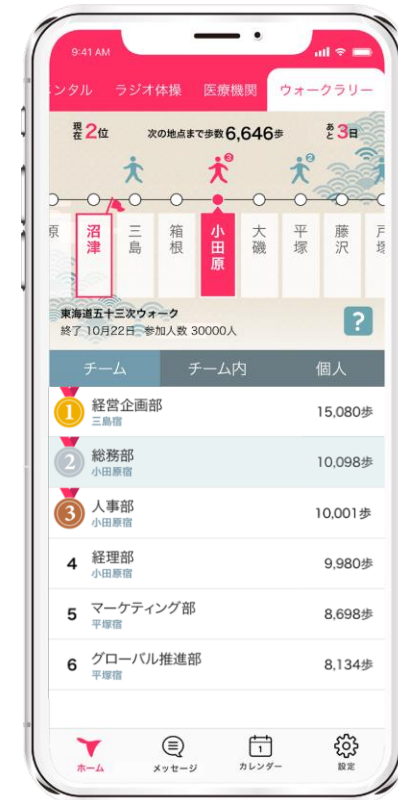 9:41 AM
ンタル ラジオ体操 医療機関 ウォークラリー
現在2位 次の地点まで歩数6,646歩 あと3日
3 2
原 沼津 三島 箱根 小田原 大磯 平塚 藤沢 戸塚
東海道五十三次ウォーク
終了 10月22日 参加人数 30000人 ?
チーム チーム内 個人
1 経営企画部 15,080歩
三島宿
2 総務部 10,098歩
小田原宿
3 人事部 10,001歩
小田原宿
4 経理部 9,980歩
小田原宿
5 マーケティング部 8,698歩
平塚宿
6 グローバル推進部 8,134歩
平塚宿
1
ホーム メッセージ カレンダー 設定